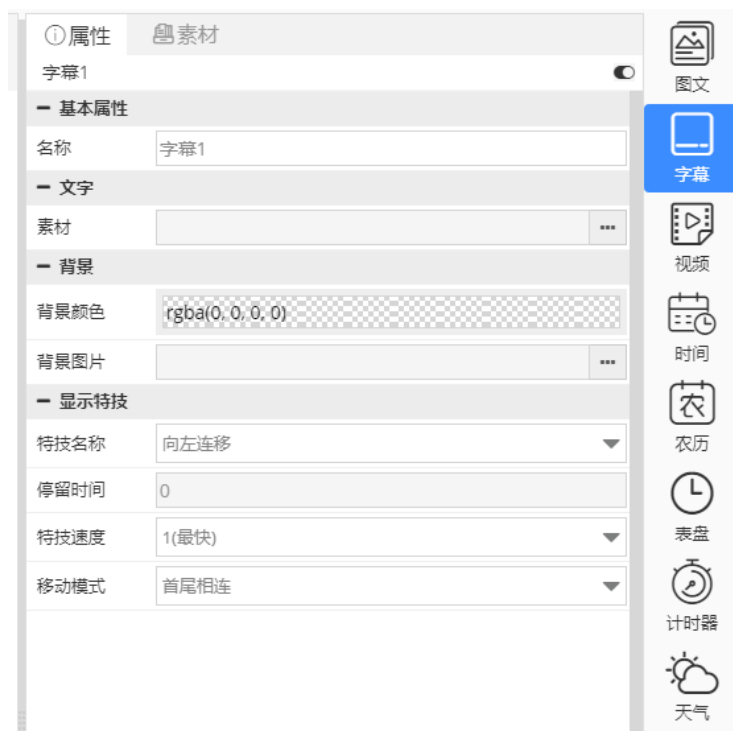 属性 素材
字幕1
基本属性
名称 字幕1
文字
素材 ...
背景
背景颜色 rgba(0, 0, 0, 0)
背景图片 ...
显示特技
特技名称 向左连移
停留时间 0
特技速度 1(最快)
移动模式 首尾相连
图文
字幕
视频
时间
农
农历
表盘
计时器
天气